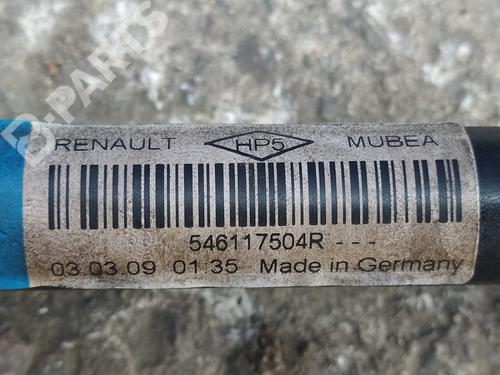 B-PARTS
RENAULT HP5 MUBEA
546117504R - - -
03.03.09 01:35 Made in Germany